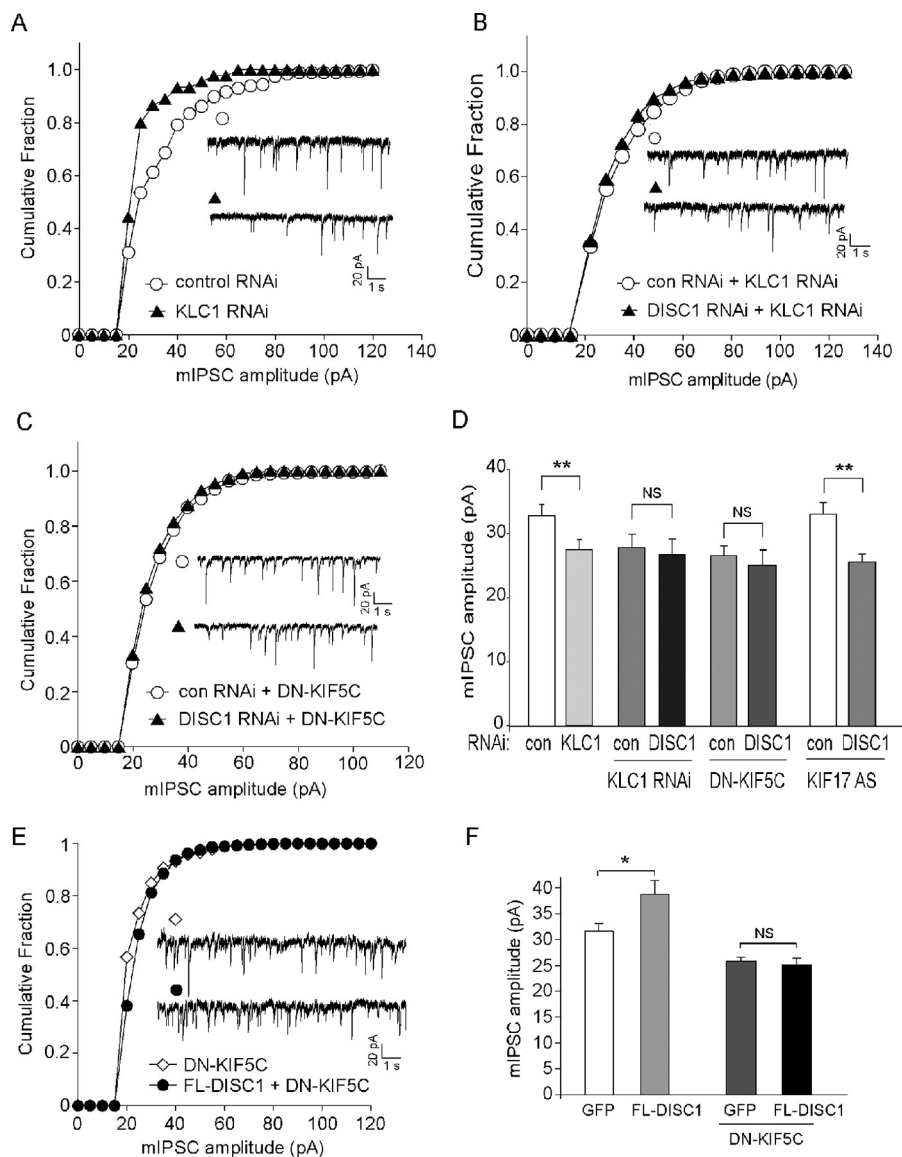 A
1.0
0.8
0.6
0.4
0.2
0
Cumulative Fraction
20 pA
1 s
control RNAi
KLC1 RNAi
0 20 40 60 80 100 120 140
mIPSC amplitude (pA)
B
1.0
0.8
0.6
0.4
0.2
0
Cumulative Fraction
20 pA
1 s
con RNAi + KLC1 RNAi
DISC1 RNAi + KLC1 RNAi
0 20 40 60 80 100 120 140
mIPSC amplitude (pA)
C
1.0
0.8
0.6
0.4
0.2
0
Cumulative Fraction
20 pA
1 s
con RNAi + DN-KIF5C
DISC1 RNAi + DN-KIF5C
0 20 40 60 80 100 120
mIPSC amplitude (pA)
D
40
30
20
10
0
mIPSC amplitude (pA)
** NS NS **
RNAi: con KLC1 con DISC1 con DISC1 con DISC1
KLC1 RNAi DN-KIF5C KIF17 AS
E
1
0.8
0.6
0.4
0.2
0
Cumulative Fraction
20 pA
1 s
DN-KIF5C
FL-DISC1 + DN-KIF5C
0 20 40 60 80 100 120
mIPSC amplitude (pA)
F
40
35
30
25
20
15
10
5
0
mIPSC amplitude (pA)
* NS
GFP FL-DISC1 GFP FL-DISC1
DN-KIF5C